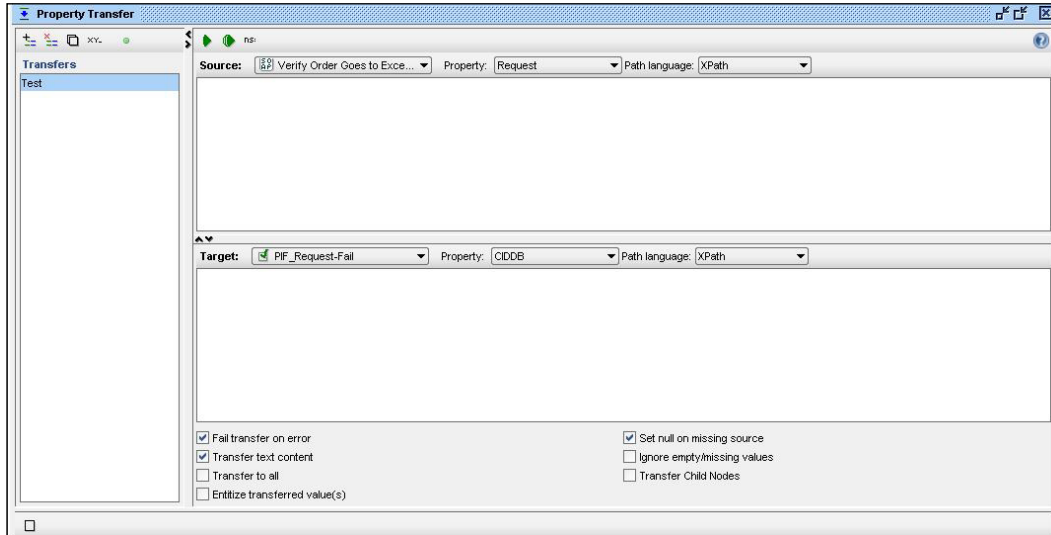 Property Transfer
XY- ns:
Transfers
Test
Source: Verify Order Goes to Exce... Property: Request Path language: XPath
Target: PIF_Request-Fail Property: CIDDB Path language: XPath
Fail transfer on error Set null on missing source
Transfer text content Ignore empty/missing values
Transfer to all Transfer Child Nodes
Entitize transferred value(s)